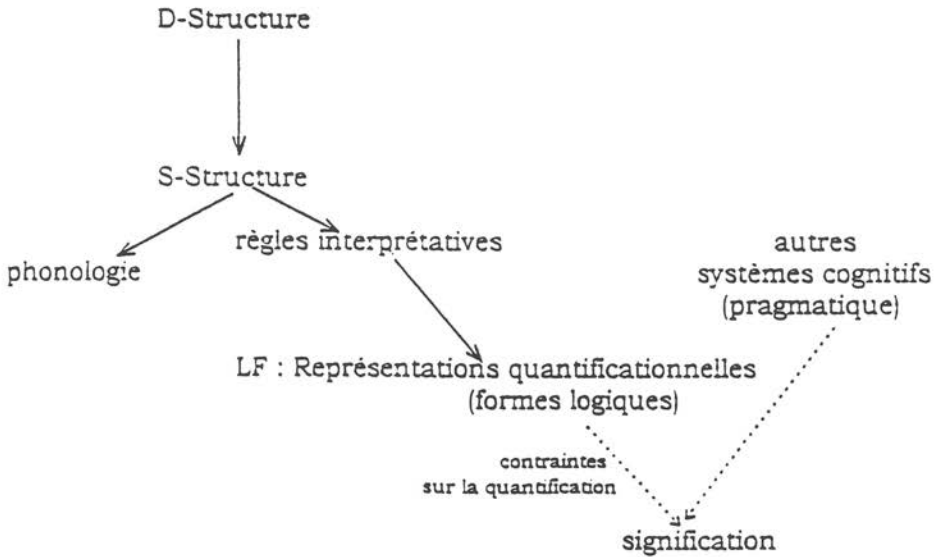 D-Structure
S-Structure
règles interprétatives
phonologie
autres
systèmes cognitifs
(pragmatique)
LF : Représentations quantificationnelles
(formes logiques)
contraintes
sur la quantification
signification